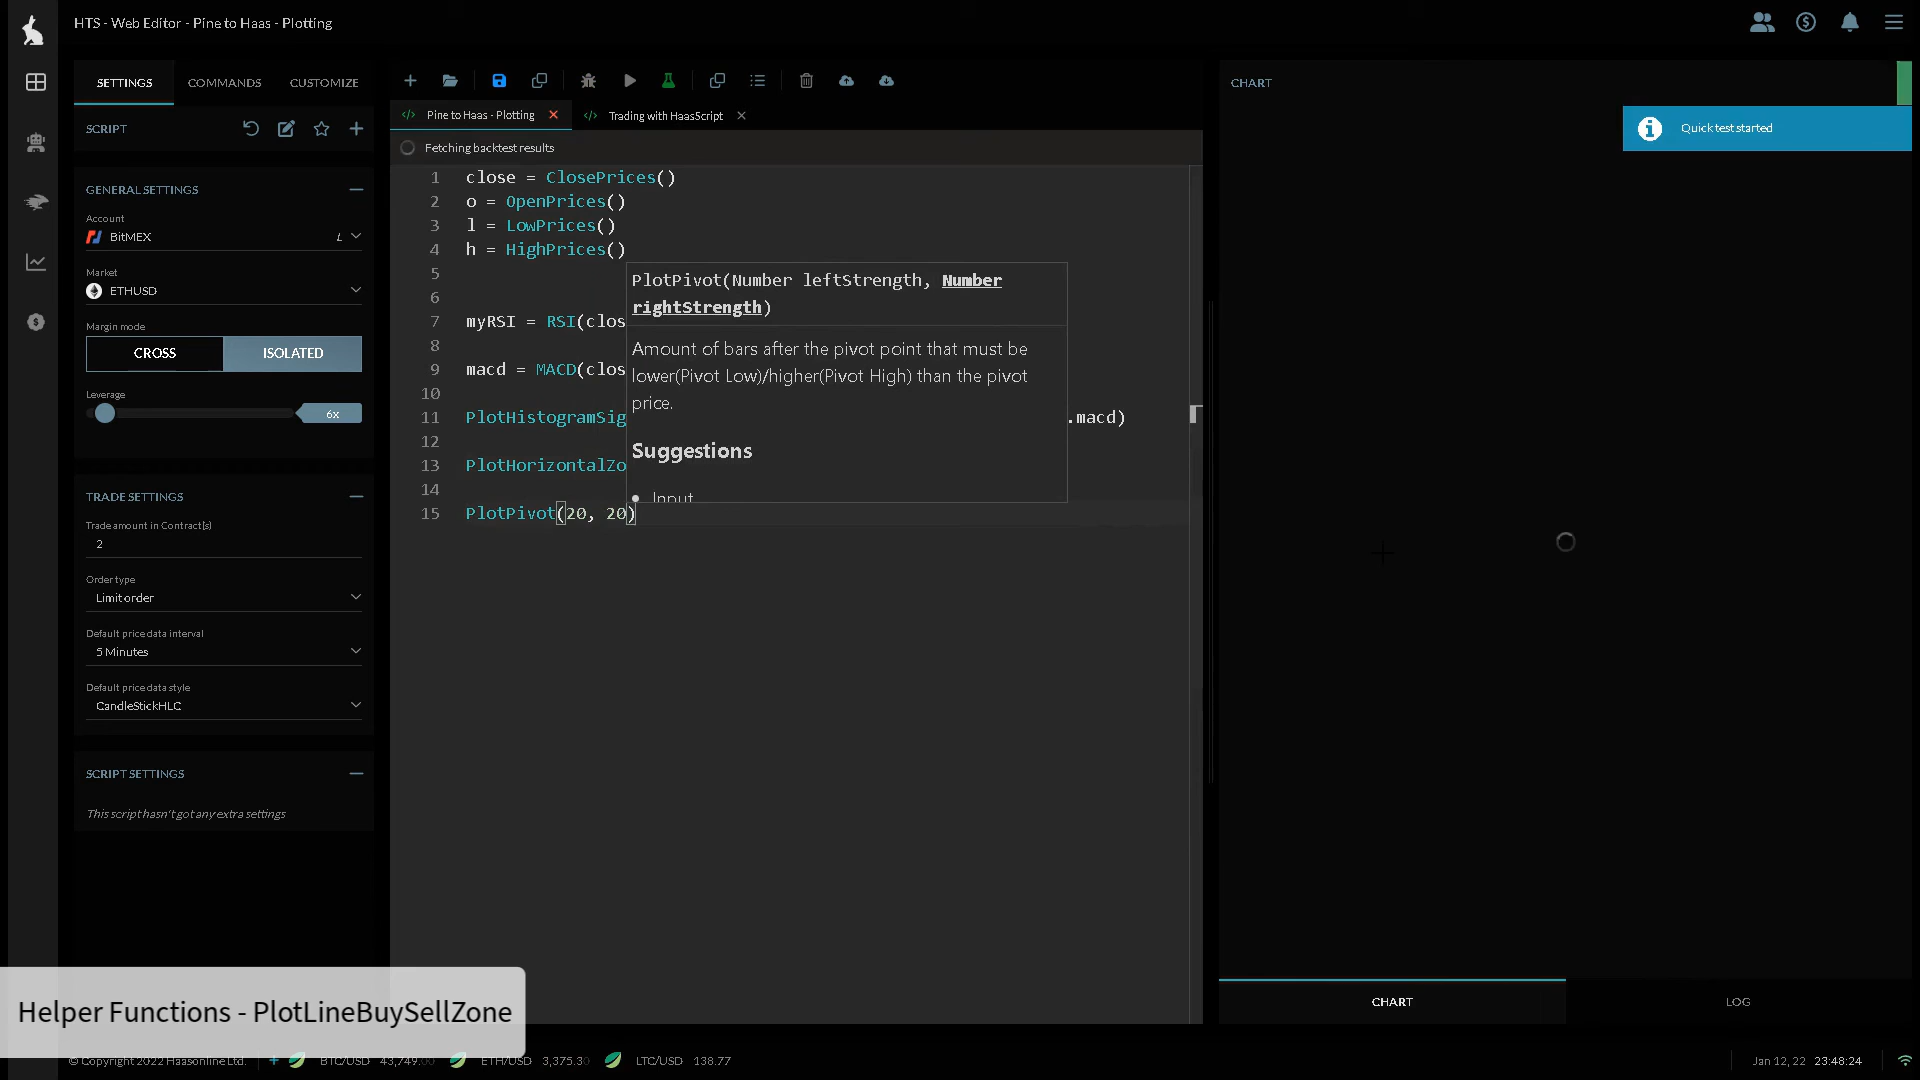 HTS - Web Editor - Pine to Haas - Plotting
SETTINGS
COMMANDS
CUSTOMIZE
SCRIPT
GENERAL SETTINGS
Account
BitMEX
L
Market
ETHUSD
Margin mode
CROSS
ISOLATED
Leverage
6x
TRADE SETTINGS
Trade amount in Contract[s]
2
Order type
Limit order
Default price data interval
5 Minutes
Default price data style
CandleStickHLC
SCRIPT SETTINGS
This script hasn't got any extra settings
Pine to Haas - Plotting
Trading with HaasScript
Fetching backtest results
1 close = ClosePrices()
2 o = OpenPrices()
3 l = LowPrices()
4 h = HighPrices()
5
6
7 myRSI = RSI(clos
8
9 macd = MACD(clos
10
11 PlotHistogramSig .macd)
12
13 PlotHorizontalZo
14
15 PlotPivot(20, 20)
PlotPivot(Number leftStrength, Number
rightStrength)
Amount of bars after the pivot point that must be
lower(Pivot Low)/higher(Pivot High) than the pivot
price.
Suggestions
Input
CHART
Quick test started
CHART
LOG
Helper Functions - PlotLineBuySellZone
© Copyright 2022 Haasonline Ltd.
BTC/USD 43,749.00
ETH/USD 3,375.30
LTC/USD 138.77
Jan 12, 22 23:48:24